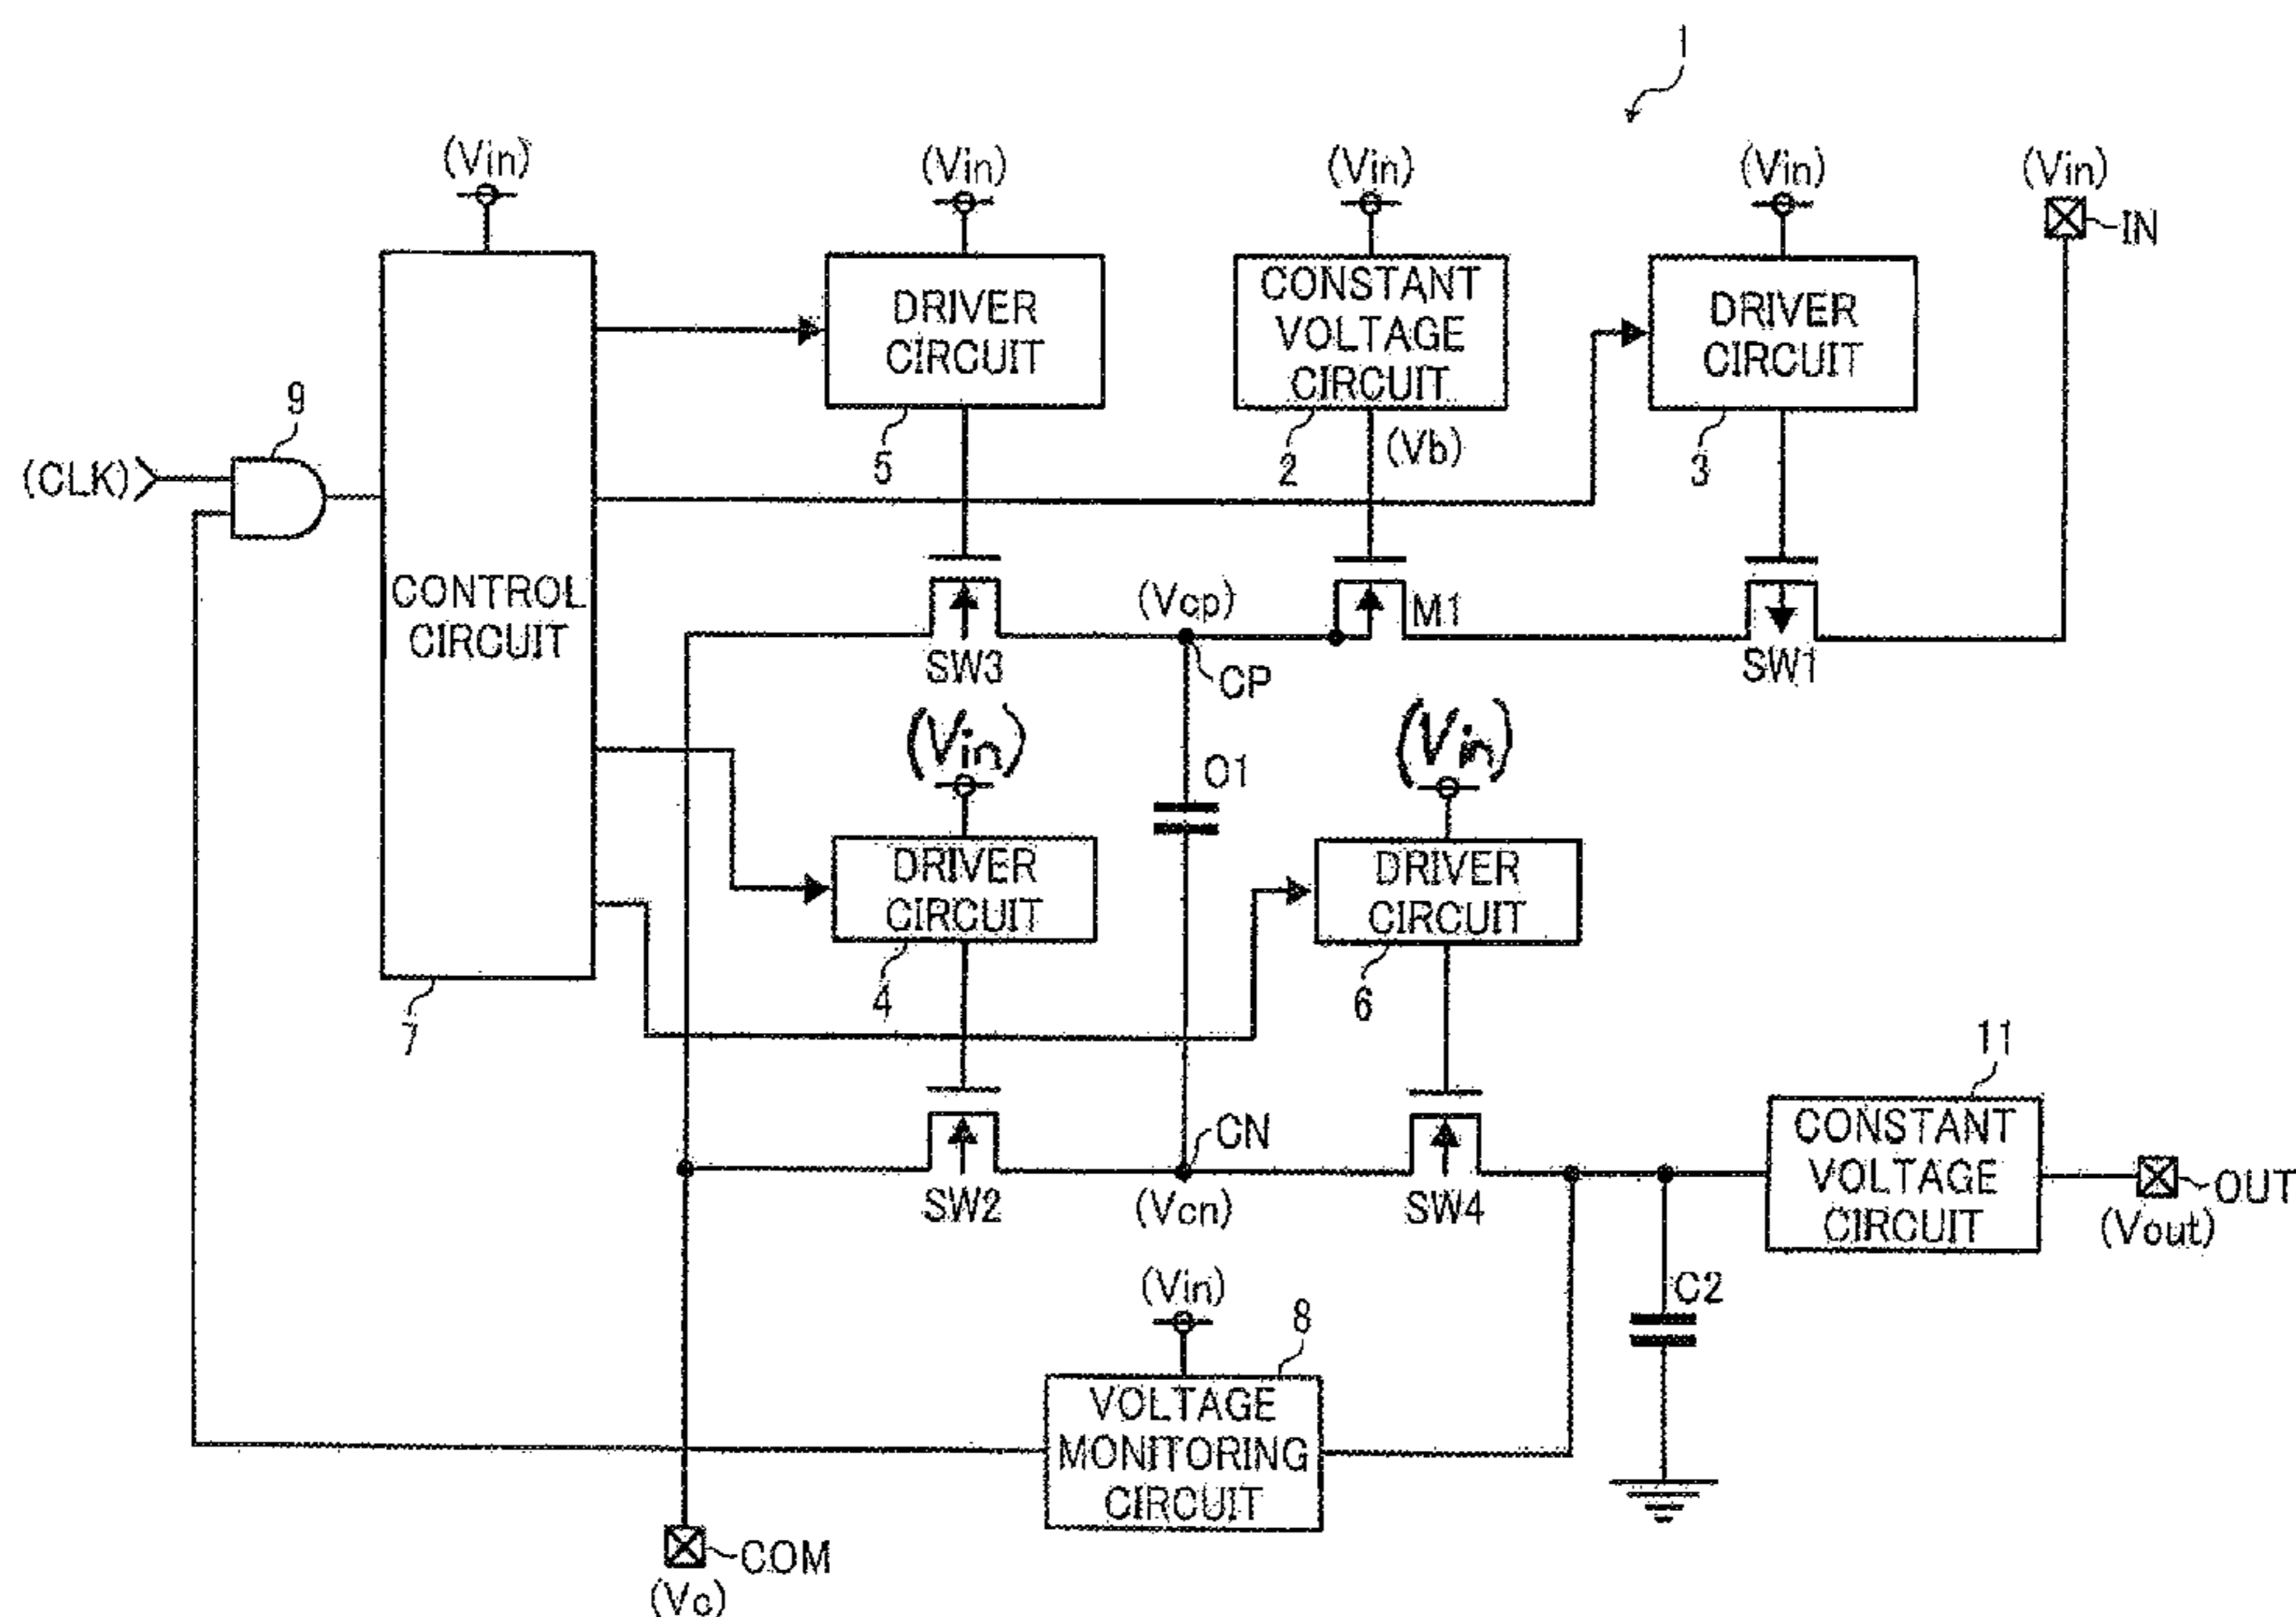 1
(Vin)
(Vin)
(Vin)
(Vin)
(Vin)
IN
DRIVER
CIRCUIT
CONSTANT
VOLTAGE
CIRCUIT
DRIVER
CIRCUIT
9
5
2
(Vb)
3
(CLK)
CONTROL
CIRCUIT
(Vcp)
M1
SW3
CP
SW1
(Vin)
(Vin)
C1
DRIVER
CIRCUIT
DRIVER
CIRCUIT
4
6
7
11
CN
CONSTANT
VOLTAGE
CIRCUIT
SW2
(Vcn)
SW4
OUT
(Vout)
(Vin)
8
C2
VOLTAGE
MONITORING
CIRCUIT
COM
(Vc)